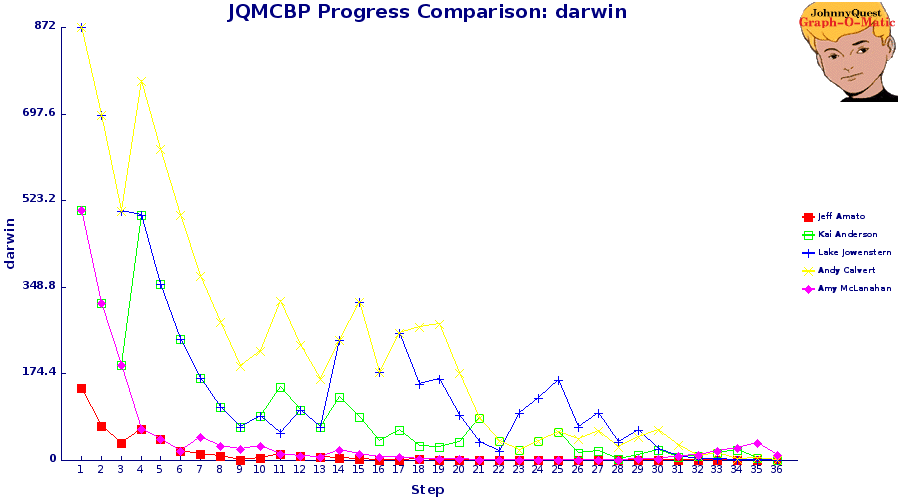 JQMCBP Progress Comparison: darwin
JohnnyQuest
Graph-O-Matic
872
697.6
523.2
348.8
174.4
0
darwin
1 2 3 4 5 6 7 8 9 10 11 12 13 14 15 16 17 18 19 20 21 22 23 24 25 26 27 28 29 30 31 32 33 34 35 36
Step
Jeff Amato
Kai Anderson
Lake Jowenstern
Andy Calvert
Amy McLanahan